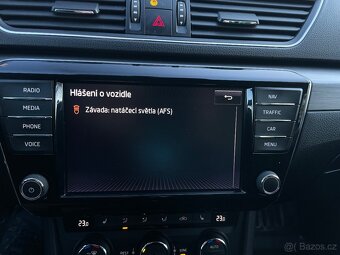 Hlášení o vozidle
Závada: natáčecí světla (AFS)
RADIO
MEDIA
PHONE
VOICE
NAV
TRAFFIC
CAR
MENU
23.0
23.0
AUTO
bazos.cz